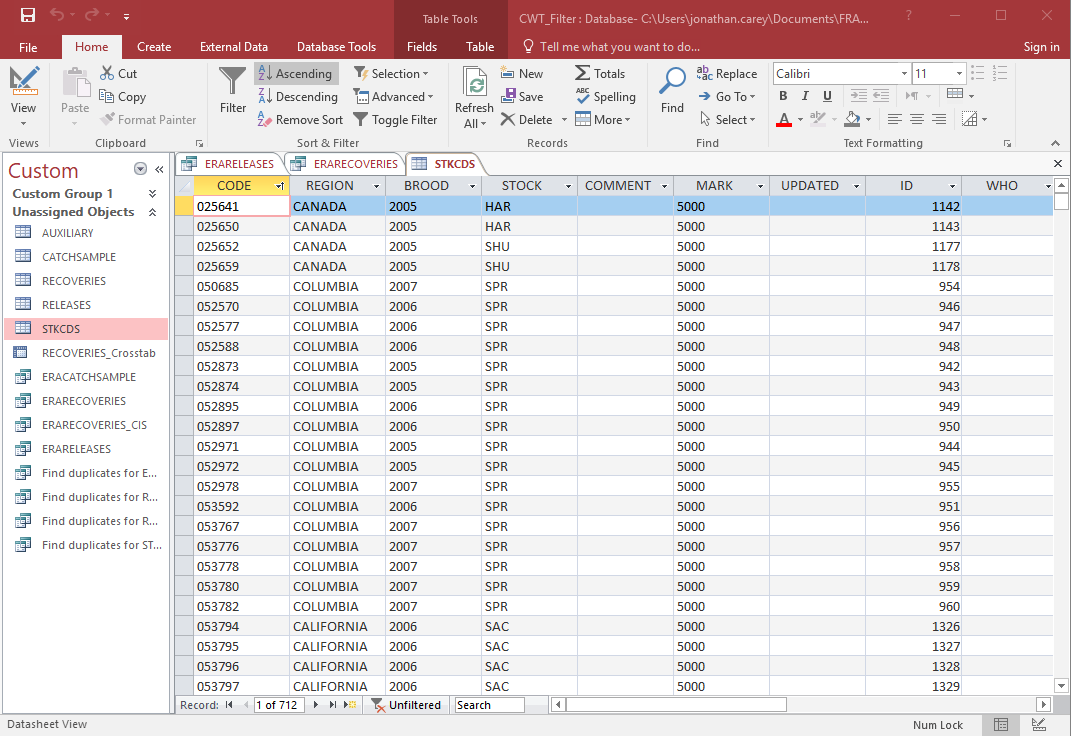 Table Tools
CWT_Filter : Database- C:\Users\jonathan.carey\Documents\FRA...
?
File Home Create External Data Database Tools Fields Table Tell me what you want to do... Sign in
View
Paste
Cut
Copy
Format Painter
Filter
Ascending
Descending
Remove Sort
Selection
Advanced
Toggle Filter
Refresh
All
New
Save
Delete
Totals
Spelling
ABC
More
Find
Replace
Go To
Select
Calibri 11
B I U
A
Views Clipboard Sort & Filter Records Find Text Formatting
Custom
Custom Group 1
Unassigned Objects
AUXILIARY
CATCHSAMPLE
RECOVERIES
RELEASES
STKCDS
RECOVERIES_Crosstab
ERACATCHSAMPLE
ERARECOVERIES
ERARECOVERIES_CIS
ERARELEASES
Find duplicates for E...
Find duplicates for R...
Find duplicates for R...
Find duplicates for ST...
ERARELEASES ERARECOVERIES STKCDS
CODE REGION BROOD STOCK COMMENT MARK UPDATED ID WHO
025641 CANADA 2005 HAR 5000 1142
025650 CANADA 2005 HAR 5000 1143
025652 CANADA 2005 SHU 5000 1177
025659 CANADA 2005 SHU 5000 1178
050685 COLUMBIA 2007 SPR 5000 954
052570 COLUMBIA 2006 SPR 5000 946
052577 COLUMBIA 2006 SPR 5000 947
052588 COLUMBIA 2006 SPR 5000 948
052873 COLUMBIA 2005 SPR 5000 942
052874 COLUMBIA 2005 SPR 5000 943
052895 COLUMBIA 2006 SPR 5000 949
052897 COLUMBIA 2006 SPR 5000 950
052971 COLUMBIA 2005 SPR 5000 944
052972 COLUMBIA 2005 SPR 5000 945
052978 COLUMBIA 2007 SPR 5000 955
053592 COLUMBIA 2006 SPR 5000 951
053767 COLUMBIA 2007 SPR 5000 956
053776 COLUMBIA 2007 SPR 5000 957
053778 COLUMBIA 2007 SPR 5000 958
053780 COLUMBIA 2007 SPR 5000 959
053782 COLUMBIA 2007 SPR 5000 960
053794 CALIFORNIA 2006 SAC 5000 1326
053795 CALIFORNIA 2006 SAC 5000 1327
053796 CALIFORNIA 2006 SAC 5000 1328
053797 CALIFORNIA 2006 SAC 5000 1329
Record: 1 of 712 Unfiltered Search
Datasheet View Num Lock